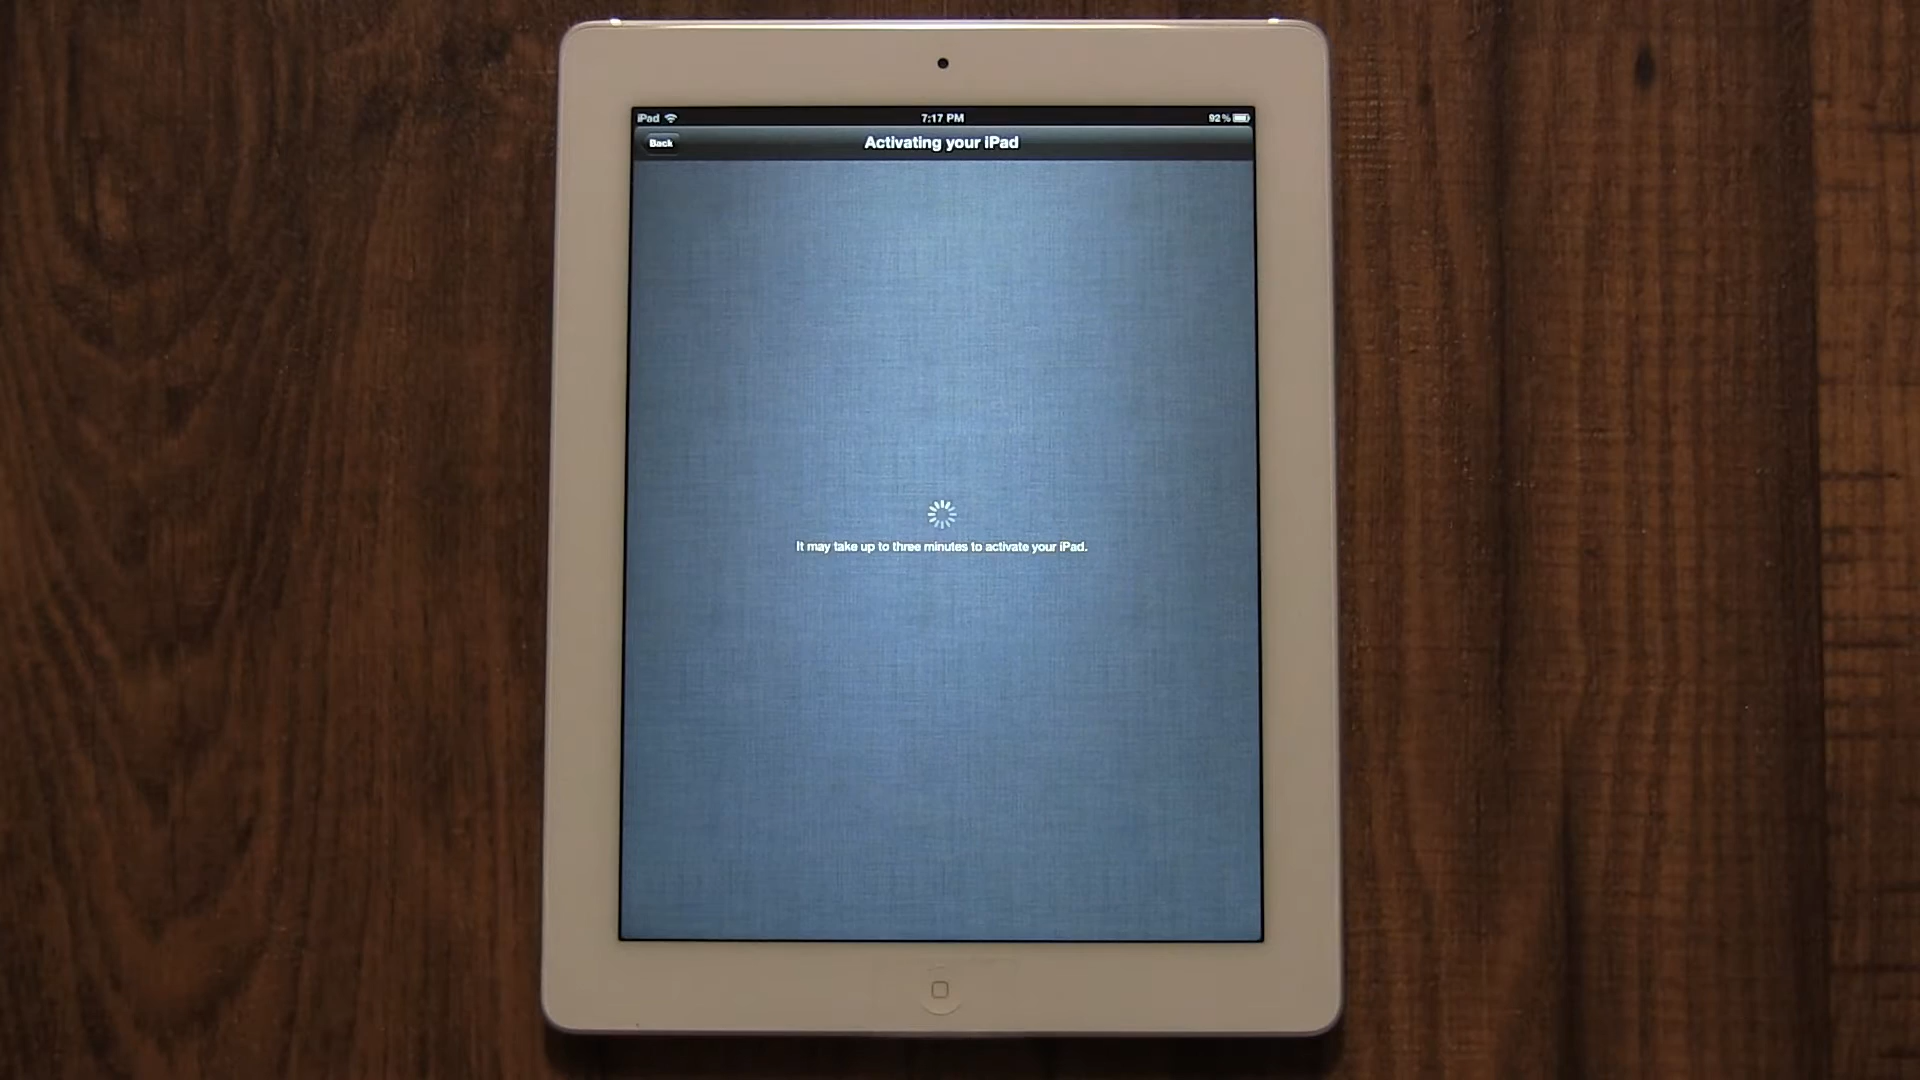 iPad 7:17 PM 92%
Back Activating your iPad
It may take up to three minutes to activate your iPad.